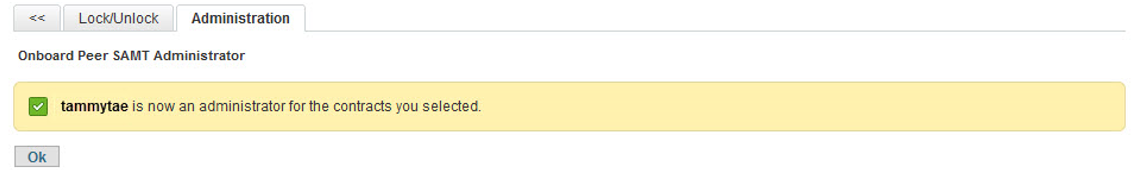 << Lock/Unlock Administration
Onboard Peer SAMT Administrator
tammytae is now an administrator for the contracts you selected.
Ok